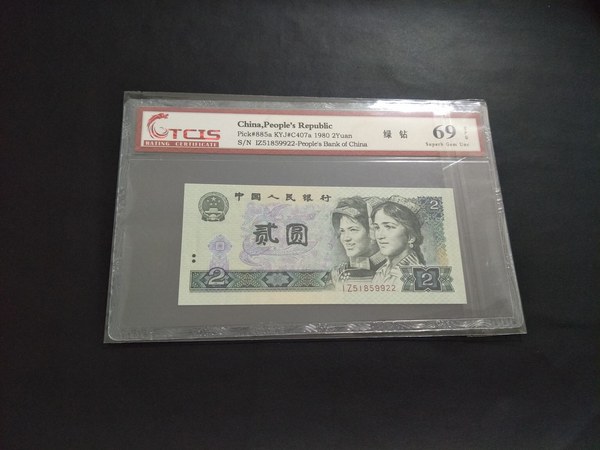 TCIS
RATING CERTIFICATE
China,People's Republic
Pick#885a KYJ#C407a 1980 2Yuan
S/N IZ51859922-People's Bank of China
绿 钻
69
Superb Gem Unc
中国人民银行
贰圆
2
2
2
IZ51859922